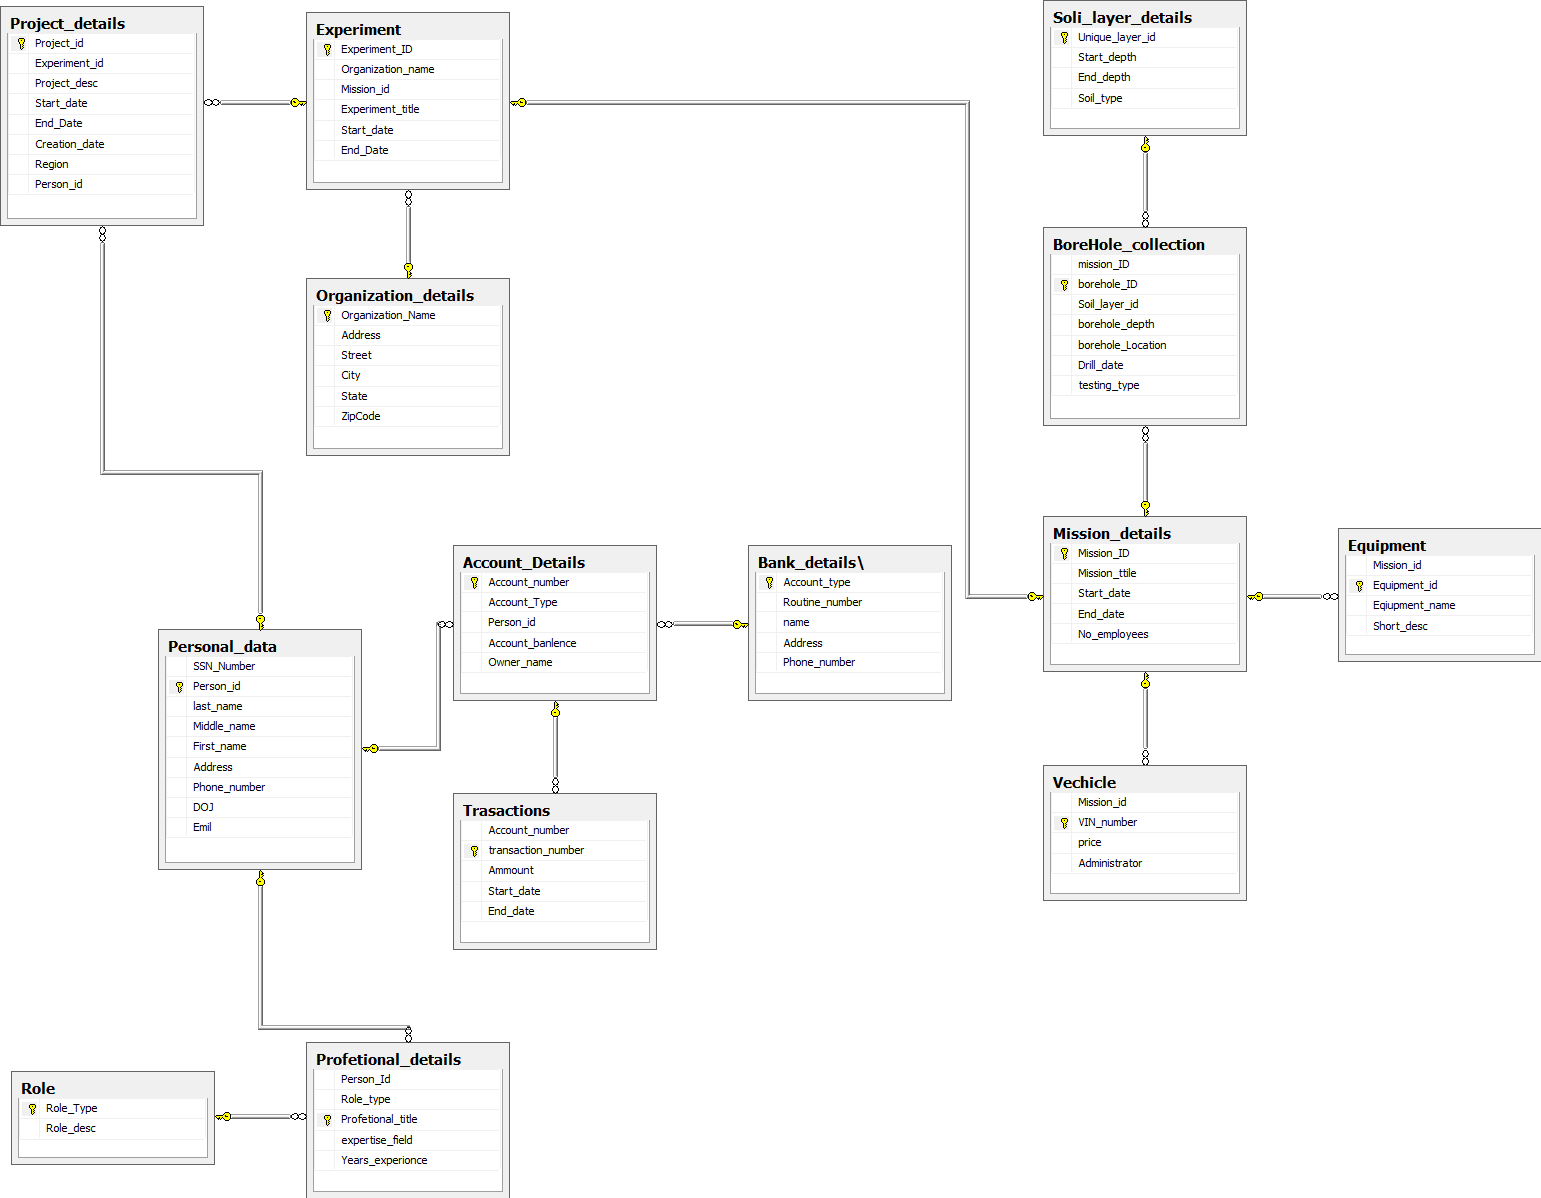 Project_details
Project_id
Experiment_id
Project_desc
Start_date
End_Date
Creation_date
Region
Person_id
Experiment
Experiment_ID
Organization_name
Mission_id
Experiment_title
Start_date
End_Date
Soli_layer_details
Unique_layer_id
Start_depth
End_depth
Soil_type
Organization_details
Organization_Name
Address
Street
City
State
ZipCode
BoreHole_collection
mission_ID
borehole_ID
Soil_layer_id
borehole_depth
borehole_Location
Drill_date
testing_type
Account_Details
Account_number
Account_Type
Person_id
Account_banlence
Owner_name
Bank_details\
Account_type
Routine_number
name
Address
Phone_number
Mission_details
Mission_ID
Mission_ttile
Start_date
End_date
No_employees
Equipment
Mission_id
Equipment_id
Eqiupment_name
Short_desc
Personal_data
SSN_Number
Person_id
last_name
Middle_name
First_name
Address
Phone_number
DOJ
Emil
Trasactions
Account_number
transaction_number
Ammount
Start_date
End_date
Vechicle
Mission_id
VIN_number
price
Administrator
Role
Role_Type
Role_desc
Profetional_details
Person_Id
Role_type
Profetional_title
expertise_field
Years_experionce